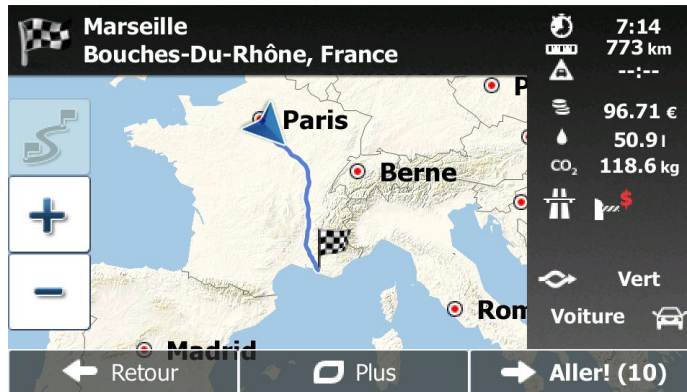 Marseille
Bouches-Du-Rhône, France
7:14
773 km
--:--
96.71 €
50.9 l
CO₂ 118.6 kg
$
Vert
Voiture
P
Paris
Berne
Rom
Madrid
Retour
Plus
Aller! (10)